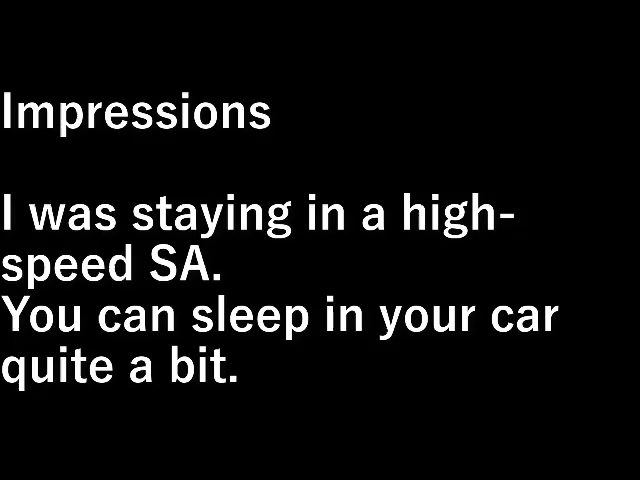 Impressions
I was staying in a high-
speed SA.
You can sleep in your car
quite a bit.